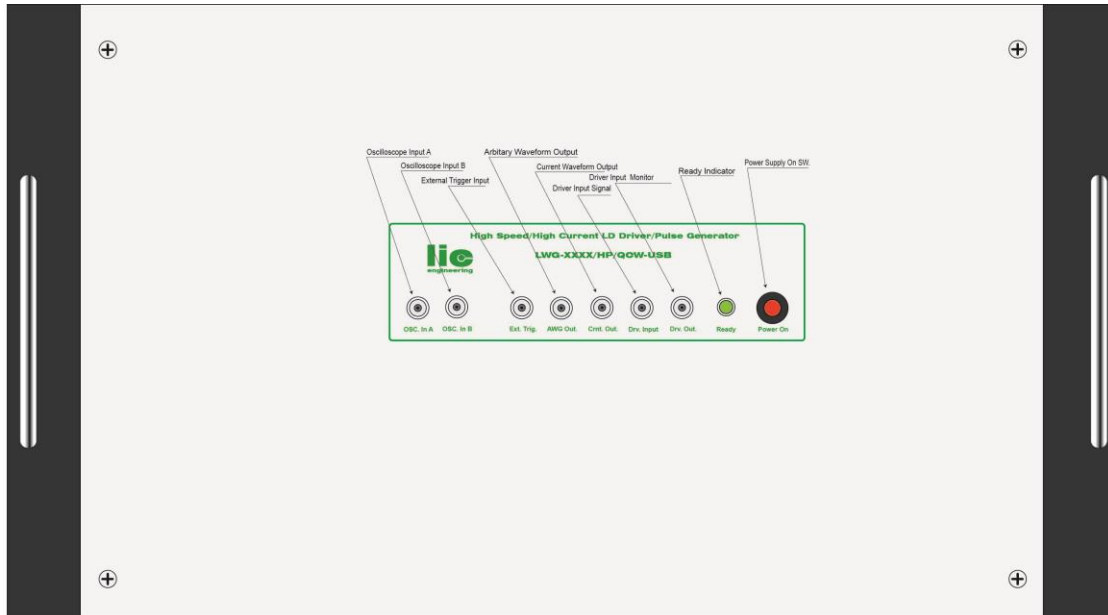 Oscilloscope Input A
Arbitary Waveform Output
Oscilloscope Input B
Current Waveform Output
Power Supply On SW.
External Trigger Input
Driver Input Monitor
Ready Indicator
Driver Input Signal
High Speed/High Current LD Driver/Pulse Generator
lic
engineering
LWG-XXXX/HP/QCW-USB
OSC. In A
OSC. In B
Ext. Trig.
AWG Out.
Crnt. Out.
Drv. Input
Drv. Out.
Ready
Power On